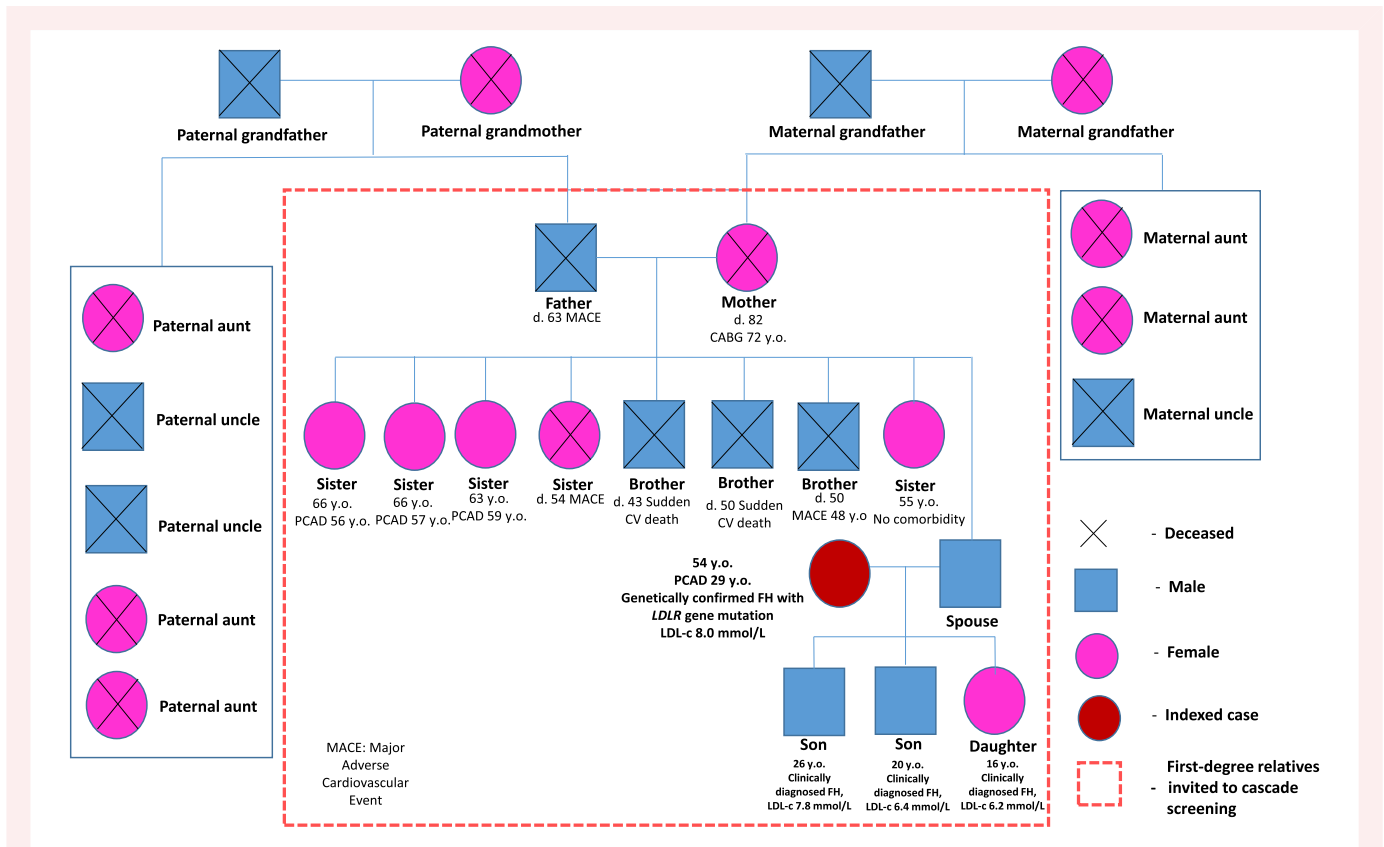 Paternal grandfather
Paternal grandmother
Maternal grandfather
Maternal grandfather
Father
d. 63 MACE
Mother
d. 82
CABG 72 y.o.
Paternal aunt
Paternal uncle
Paternal uncle
Paternal aunt
Paternal aunt
Maternal aunt
Maternal aunt
Maternal uncle
Sister
66 y.o.
PCAD 56 y.o.
Sister
66 y.o.
PCAD 57 y.o.
Sister
63 y.o.
PCAD 59 y.o.
Sister
d. 54 MACE
Brother
d. 43 Sudden
CV death
Brother
d. 50 Sudden
CV death
Brother
d. 50
MACE 48 y.o
Sister
55 y.o.
No comorbidity
54 y.o.
PCAD 29 y.o.
Genetically confirmed FH with
LDLR gene mutation
LDL-c 8.0 mmol/L
Spouse
Son
26 y.o.
Clinically
diagnosed FH,
LDL-c 7.8 mmol/L
Son
20 y.o.
Clinically
diagnosed FH,
LDL-c 6.4 mmol/L
Daughter
16 y.o.
Clinically
diagnosed FH,
LDL-c 6.2 mmol/L
MACE: Major
Adverse
Cardiovascular
Event
- Deceased
- Male
- Female
- Indexed case
First-degree relatives
- invited to cascade
screening